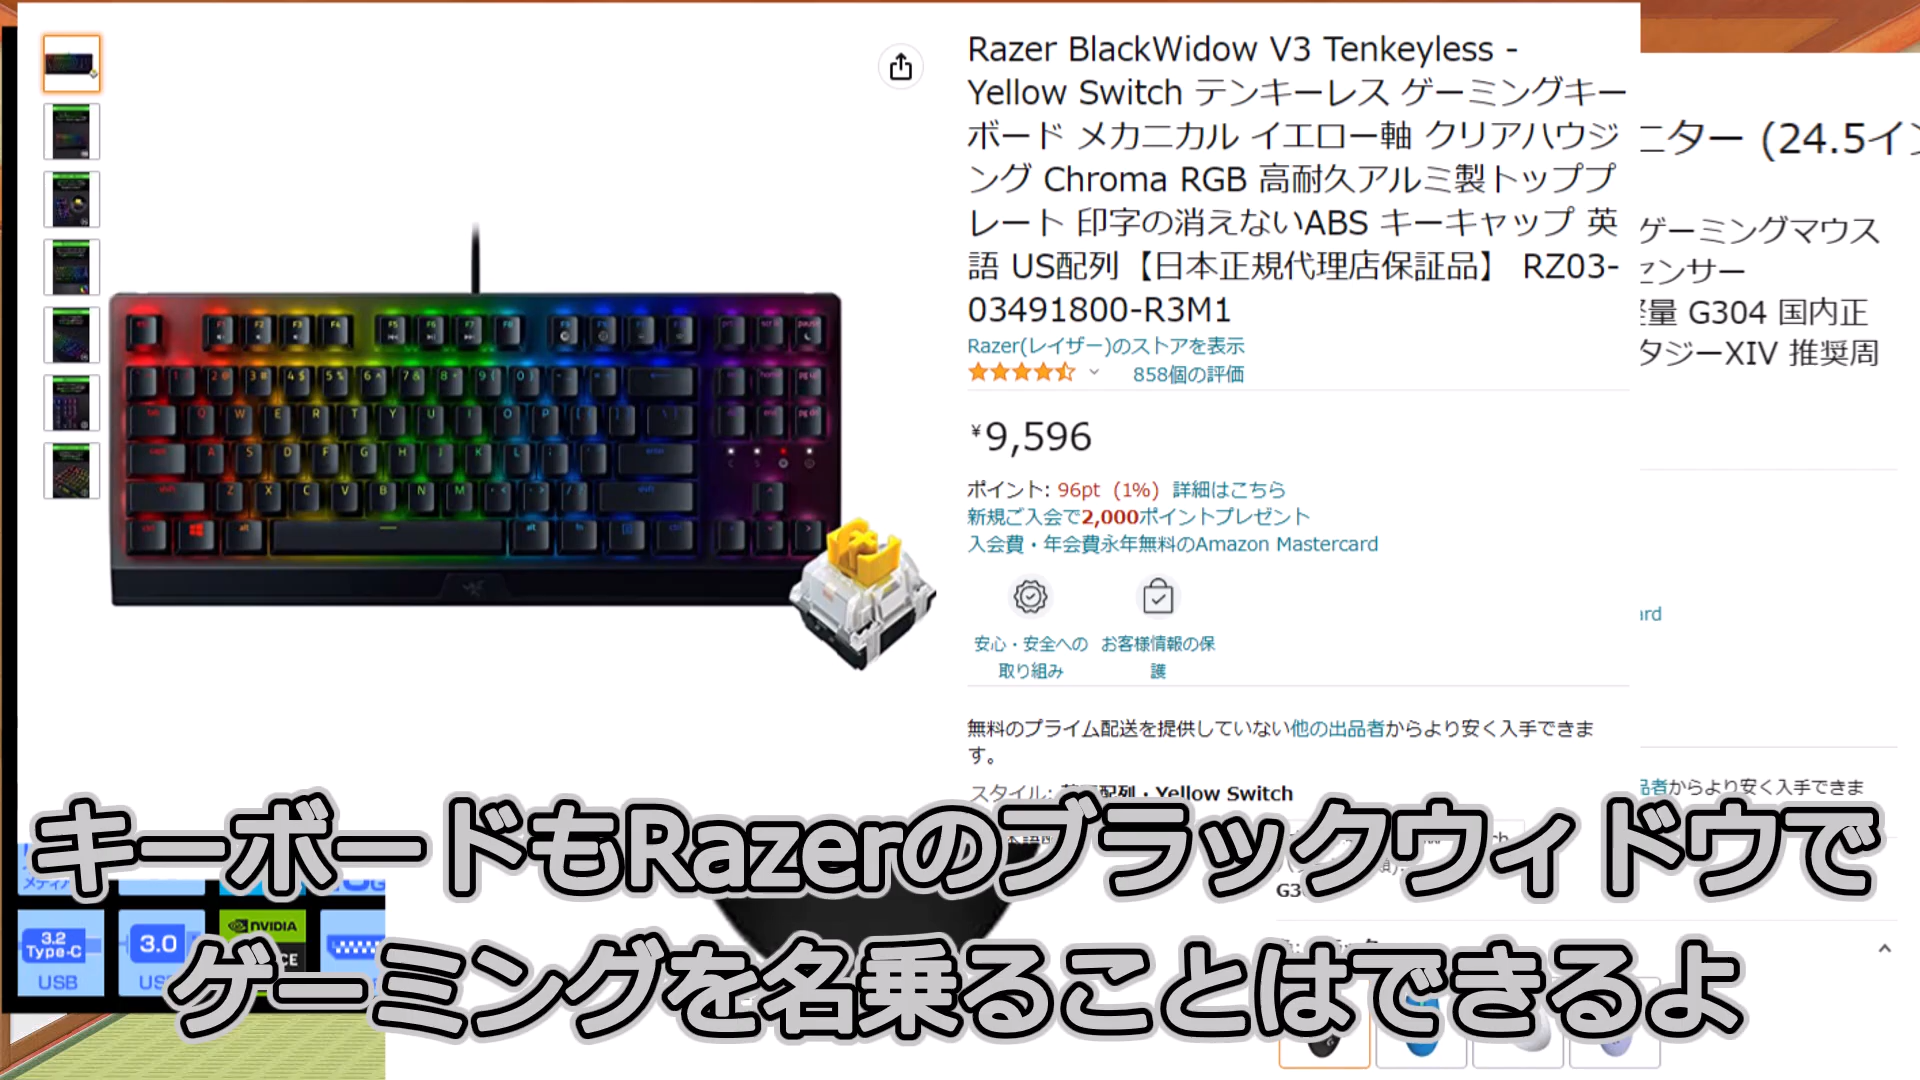 Razer BlackWidow V3 Tenkeyless -
Yellow Switch テンキーレス ゲーミングキー
ボード メカニカル イエロー軸 クリアハウジ
ング Chroma RGB 高耐久アルミ製トッププ
レート 印字の消えないABS キーキャップ 英
語 US配列【日本正規代理店保証品】 RZ03-
03491800-R3M1
Razer(レイザー)のストアを表示
858個の評価
¥9,596
ポイント: 96pt (1%) 詳細はこちら
新規ご入会で2,000ポイントプレゼント
入会費・年会費永年無料のAmazon Mastercard
安心・安全への
取り組み
お客様情報の保
護
無料のプライム配送を提供していない他の出品者からより安く入手できま
す。
スタイル: 配列・Yellow Switch
ニター (24.5イン
ゲーミングマウス
センサー
量 G304 国内正
タジーXIV 推奨周
ard
品者からより安く入手できま
キーボードもRazerのブラックウィドウで
ゲーミングを名乗ることはできるよ
メディア
3.2
Type-C
USB
3.0
NVIDIA